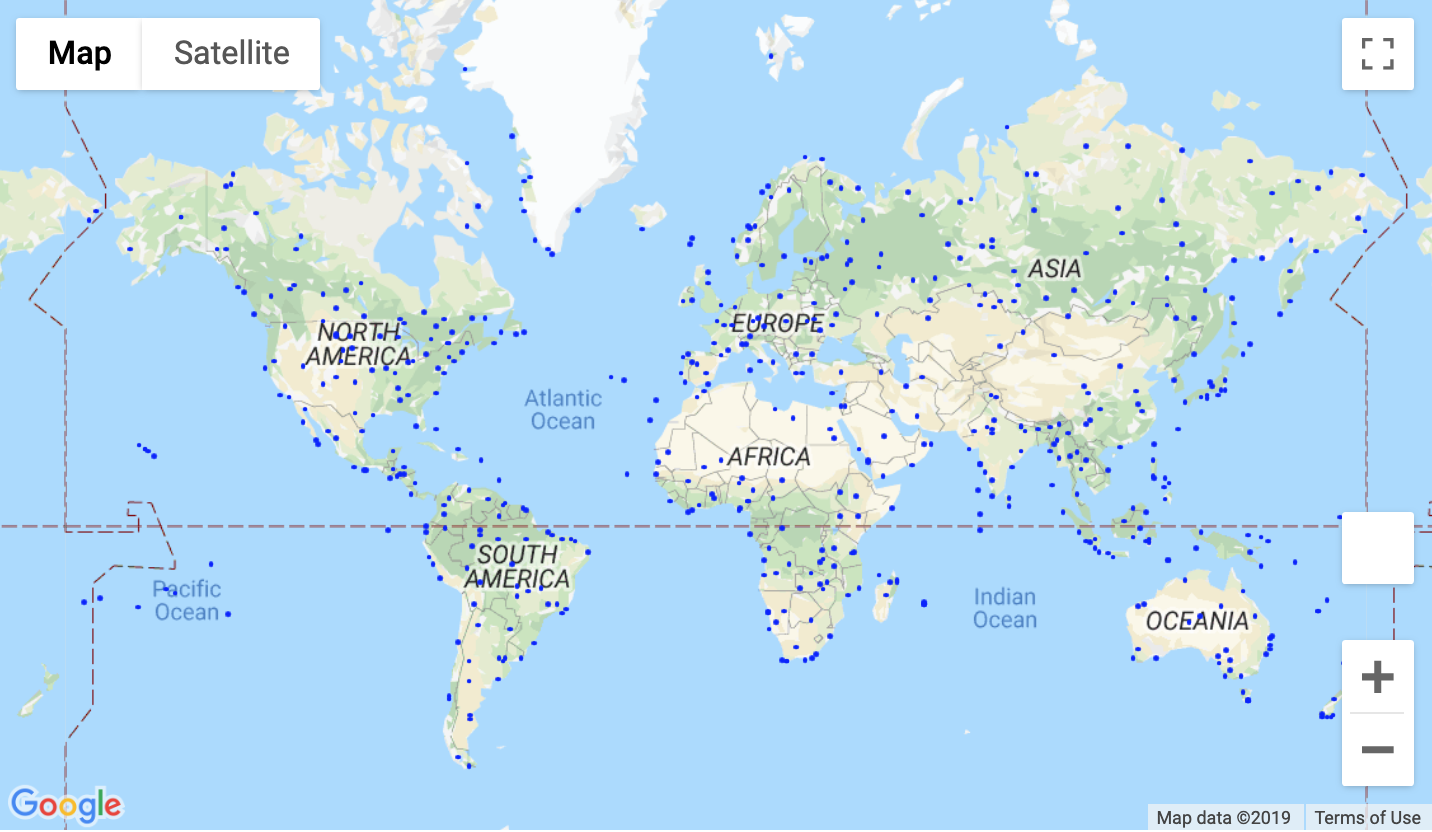 Map
Satellite
ASIA
NORTH
AMERICA
EUROPE
Atlantic
Ocean
AFRICA
SOUTH
AMERICA
Pacific
Ocean
Indian
Ocean
OCEANIA
Google
Map data ©2019
Terms of Use